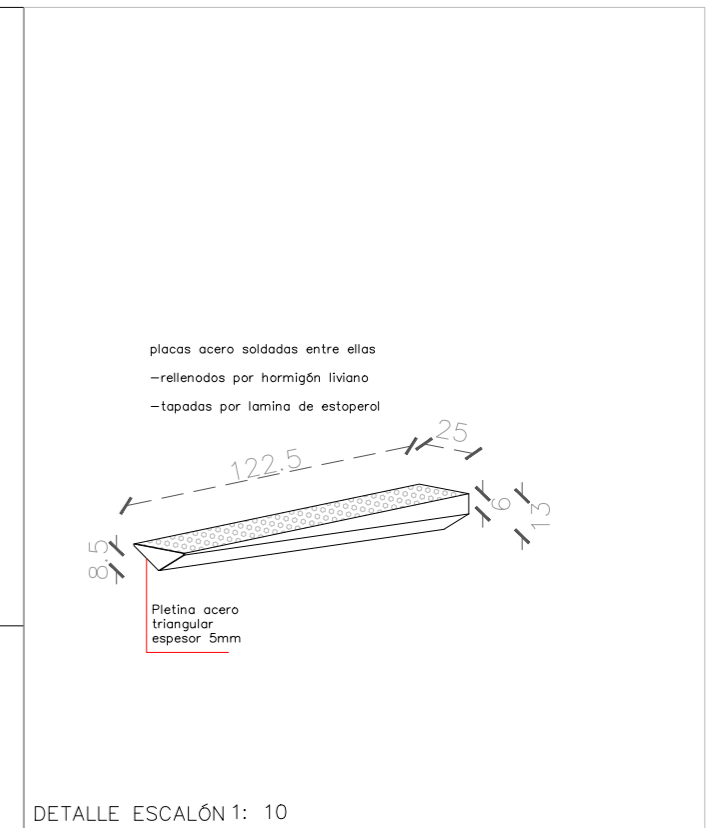 placas acero soldadas entre ellas
–rellenodos por hormigón liviano
–tapadas por lamina de estoperol
25
122.5
6
13
8.5
Pletina acero
triangular
espesor 5mm
DETALLE ESCALÓN 1: 10